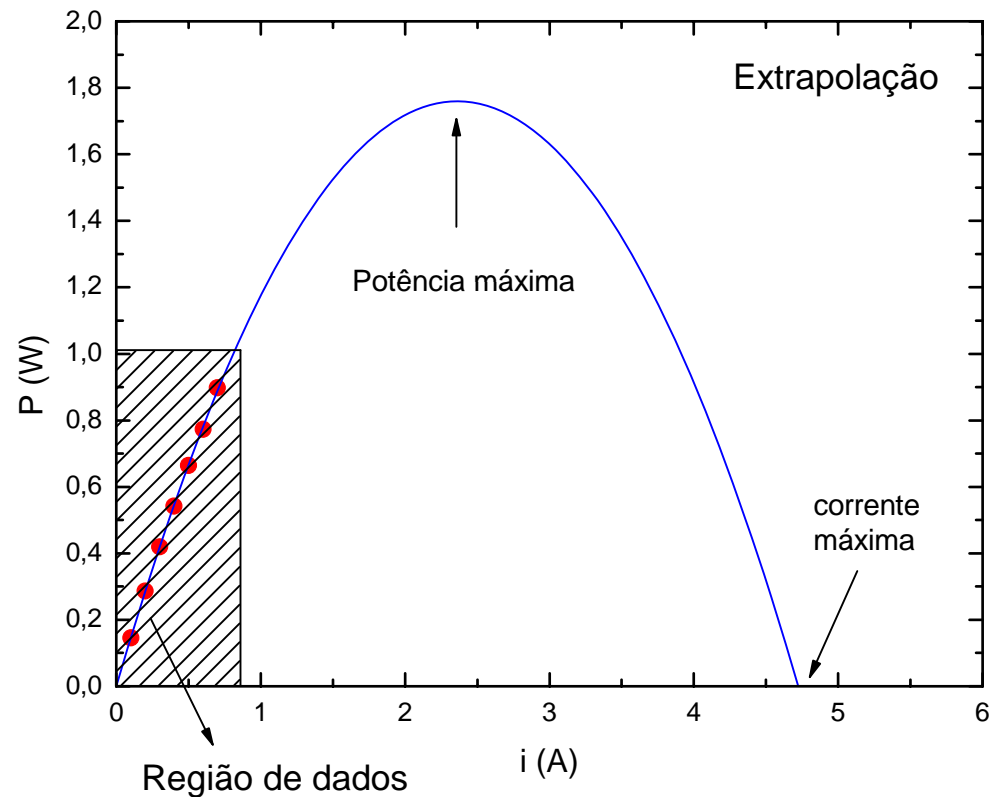 2,0
1,8
1,6
1,4
1,2
1,0
0,8
0,6
0,4
0,2
0,0
P (W)
Extrapolação
Potência máxima
corrente
máxima
0 1 2 3 4 5 6
i (A)
Região de dados